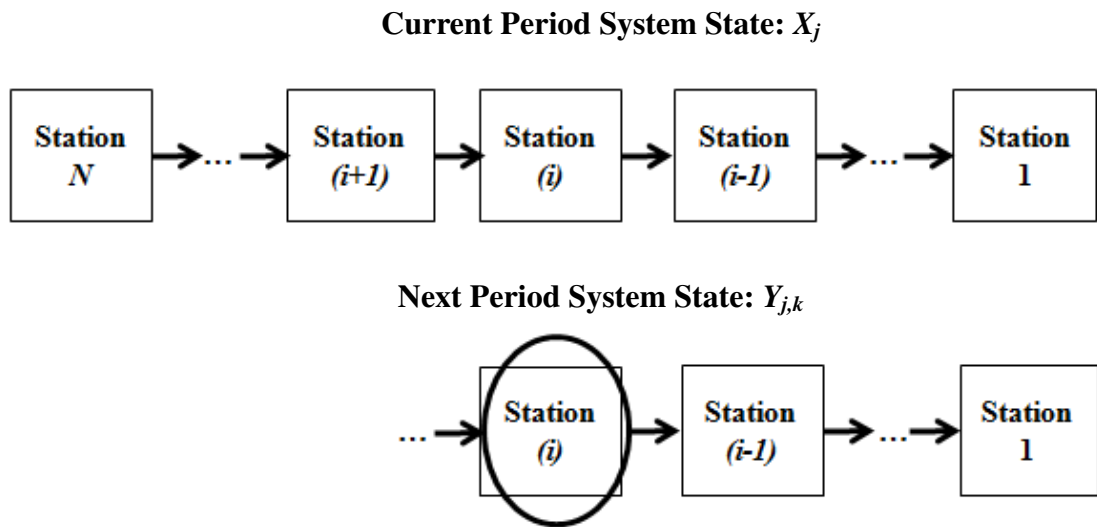 Current Period System State: Xj
Station
N
...
Station
(i+1)
Station
(i)
Station
(i-1)
...
Station
1
Next Period System State: Yj,k
...
Station
(i)
Station
(i-1)
...
Station
1